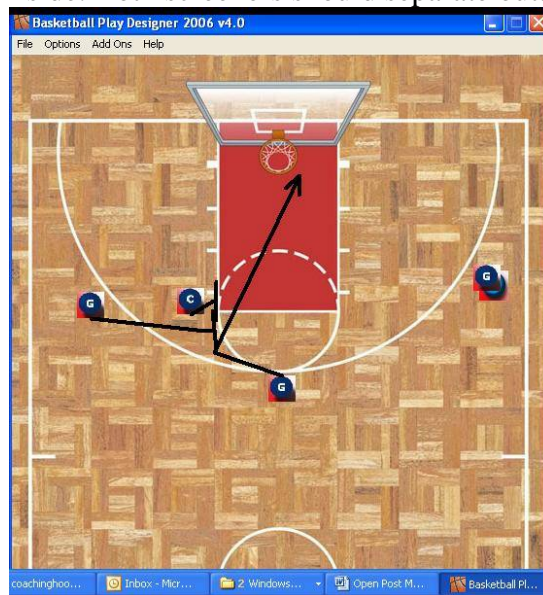 Basketball Play Designer 2006 v4.0
File Options Add Ons Help
G
G C
G
coachinghoo... Inbox - Micr... 2 Windows... Open Post M... Basketball Pl...